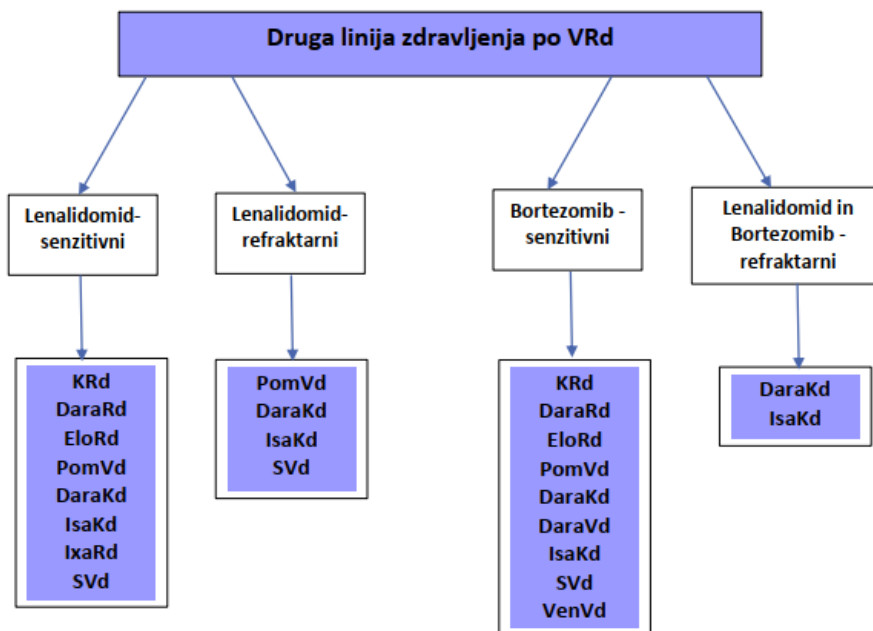 Druga linija zdravljenja po VRd
Lenalidomid-
senzitivni
Lenalidomid-
refraktarni
Bortezomib -
senzitivni
Lenalidomid in
Bortezomib -
refraktarni
KRd
DaraRd
EloRd
PomVd
DaraKd
IsaKd
IxaRd
SVd
PomVd
DaraKd
IsaKd
SVd
KRd
DaraRd
EloRd
PomVd
DaraKd
DaraVd
IsaKd
SVd
VenVd
DaraKd
IsaKd